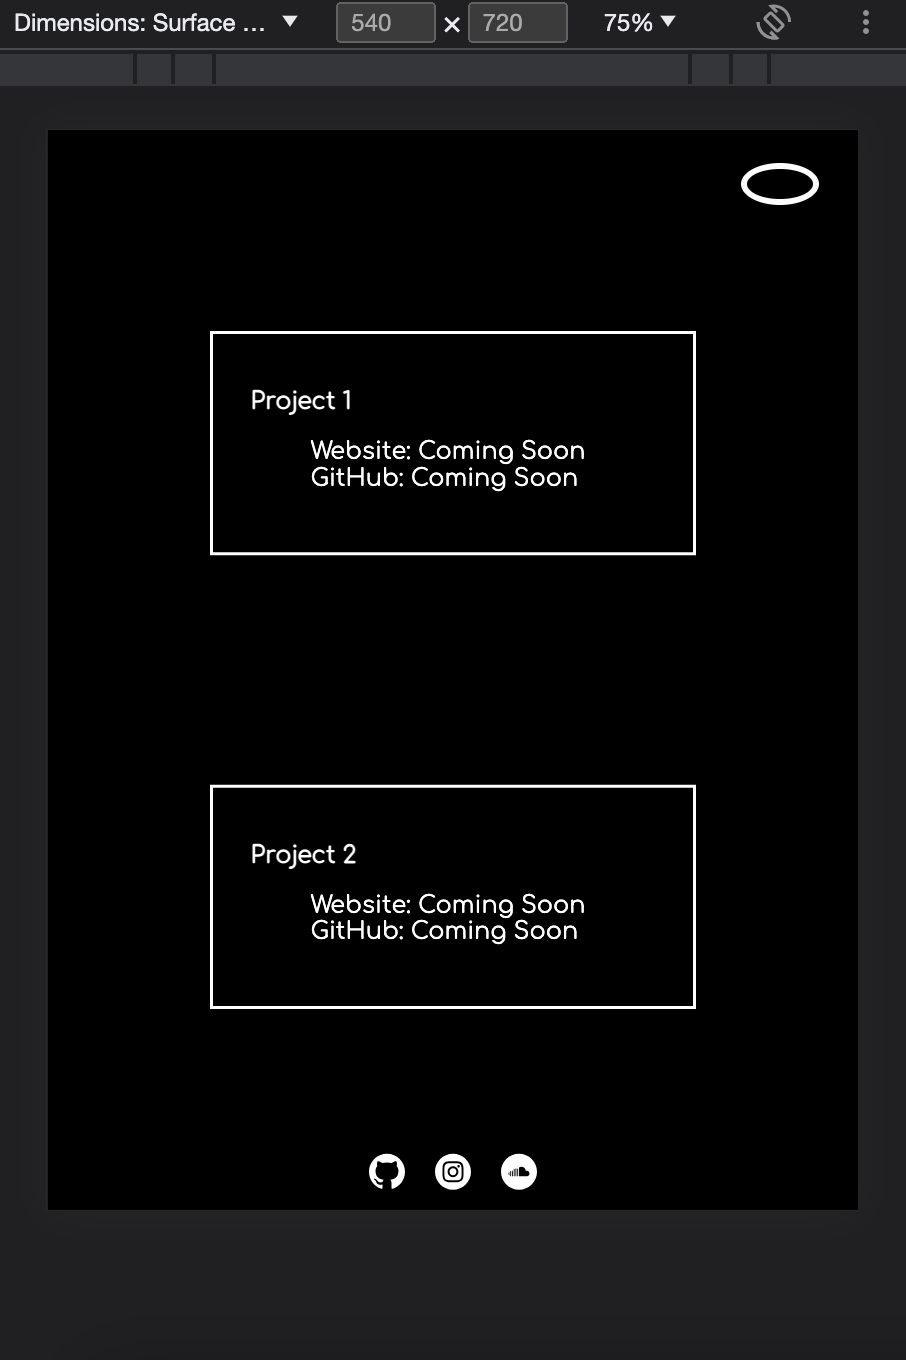 Dimensions: Surface ... 540 × 720 75%
Project 1
Website: Coming Soon
GitHub: Coming Soon
Project 2
Website: Coming Soon
GitHub: Coming Soon